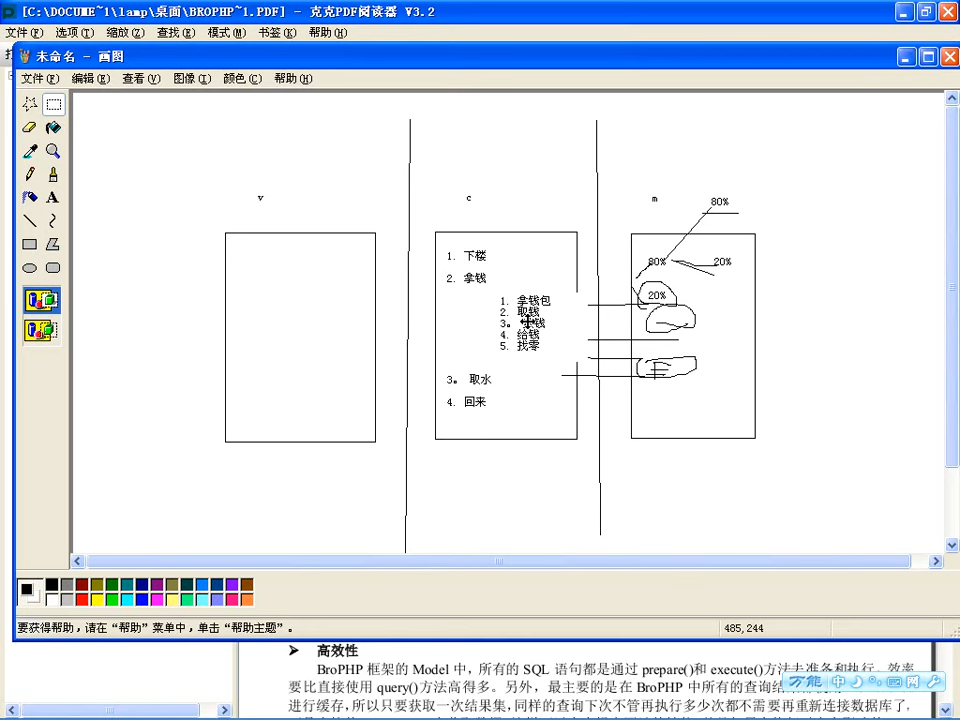 [C:\DOCUME~1\lamp\桌面\BROPHP~1.PDF] - 克克PDF阅读器 V3.2
文件(F) 选项(T) 缩放(Z) 查找(E) 模式(M) 书签(K) 帮助(H)
未命名 - 画图
文件(F) 编辑(E) 查看(V) 图像(I) 颜色(C) 帮助(H)
v c m
80%
1. 下楼
80% 20%
2. 拿钱
20%
1. 拿钱包
2. 取钱
3。 钱
4. 给钱
5. 找零
3。 取水
4. 回来
要获得帮助,请在“帮助”菜单中,单击“帮助主题”。
485,244
➢ 高效性
BroPHP 框架的 Model 中,所有的 SQL 语句都是通过 prepare()和 execute()方法去准备和执行,效率
要比直接使用 query()方法高得多。另外,最主要的是在 BroPHP 中所有的查询结
进行缓存,所以只要获取一次结果集,同样的查询下次不管再执行多少次都不需要再重新连接数据库了,
万能 中